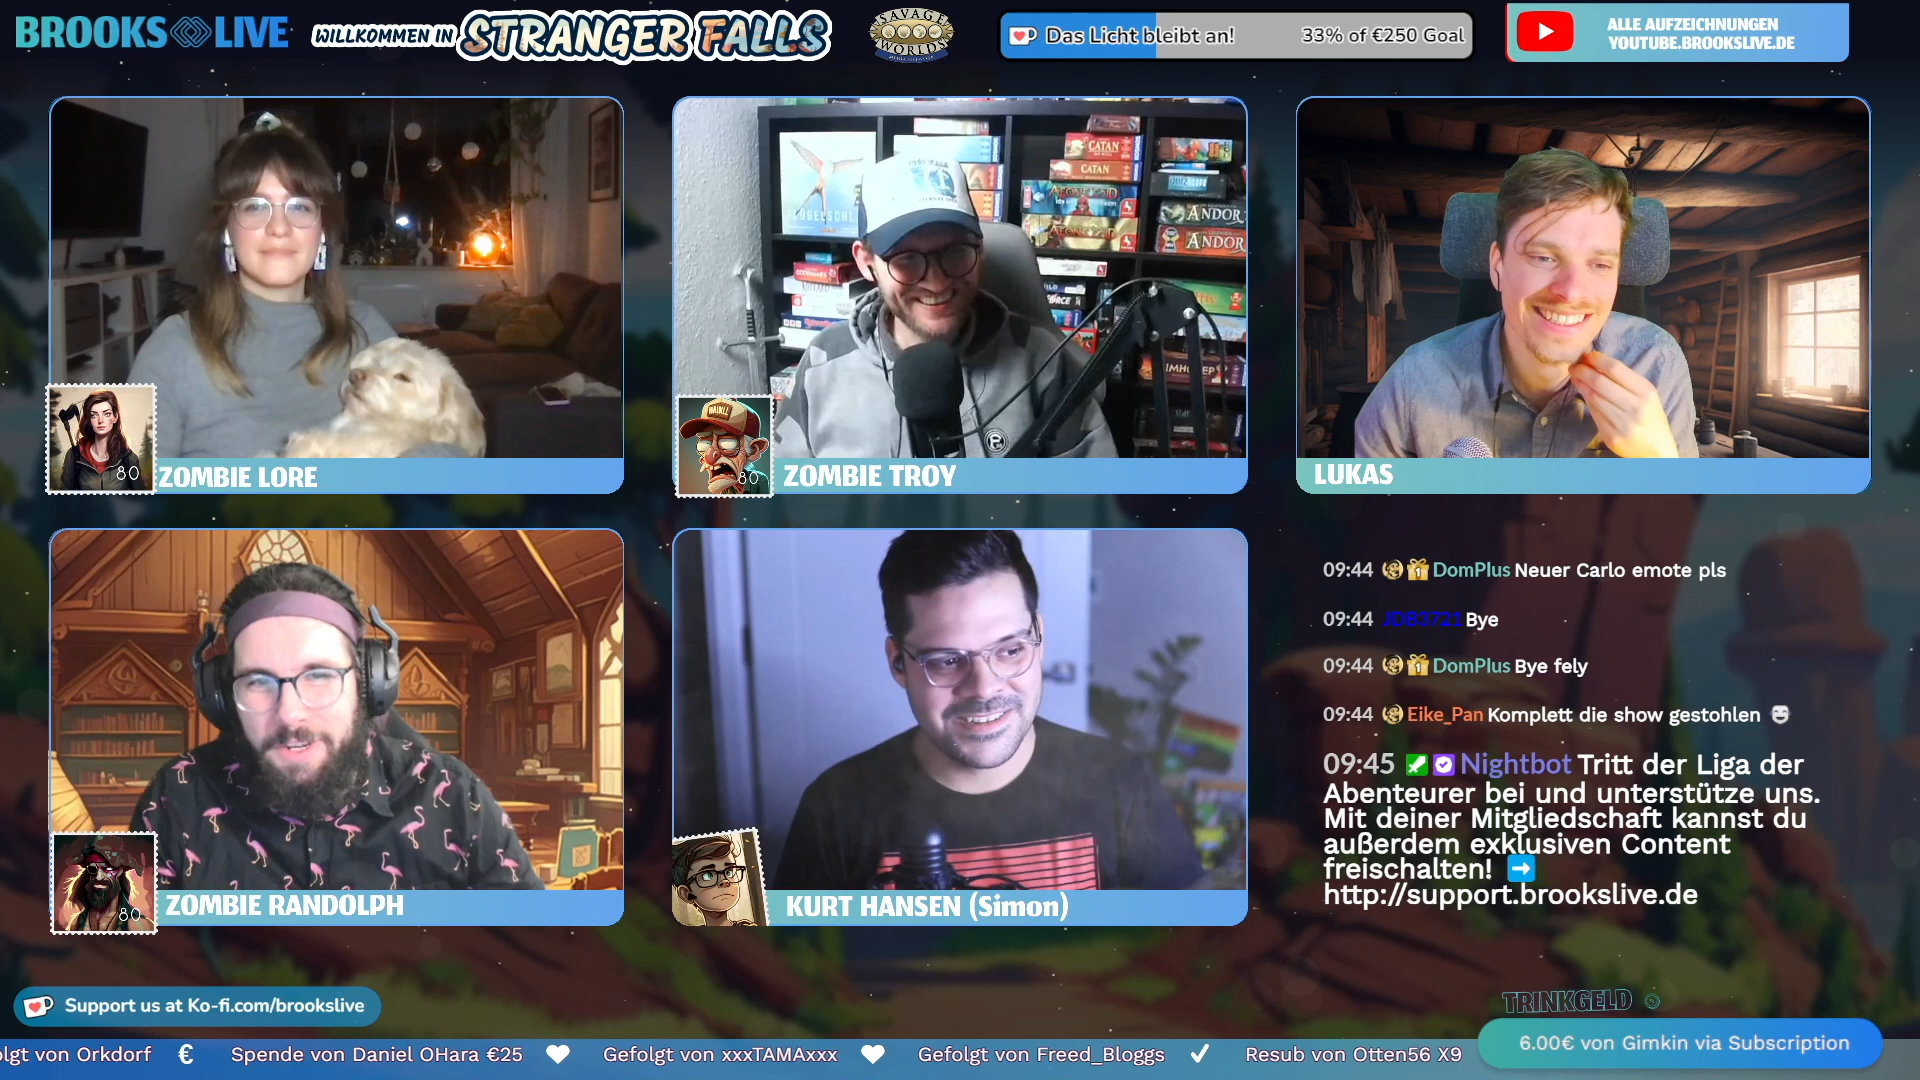 BROOKS LIVE
WILLKOMMEN IN STRANGER FALLS
SAVAGE WORLDS
Das Licht bleibt an! 33% of €250 Goal
ALLE AUFZEICHNUNGEN
YOUTUBE.BROOKSLIVE.DE
CATAN
CATAN
ANDOR
ANDOR
80
ZOMBIE LORE
80
ZOMBIE TROY
LUKAS
09:44 DomPlus Neuer Carlo emote pls
09:44 JDB3721 Bye
09:44 DomPlus Bye fely
09:44 Eike_Pan Komplett die show gestohlen
09:45 Nightbot Tritt der Liga der
Abenteurer bei und unterstütze uns.
Mit deiner Mitgliedschaft kannst du
außerdem exklusiven Content
freischalten! ➡
http://support.brookslive.de
80
ZOMBIE RANDOLPH
KURT HANSEN (Simon)
Support us at Ko-fi.com/brookslive
TRINKGELD
6.00€ von Gimkin via Subscription
olgt von Orkdorf € Spende von Daniel OHara €25 Gefolgt von xxxTAMAxxx Gefolgt von Freed_Bloggs Resub von Otten56 X9